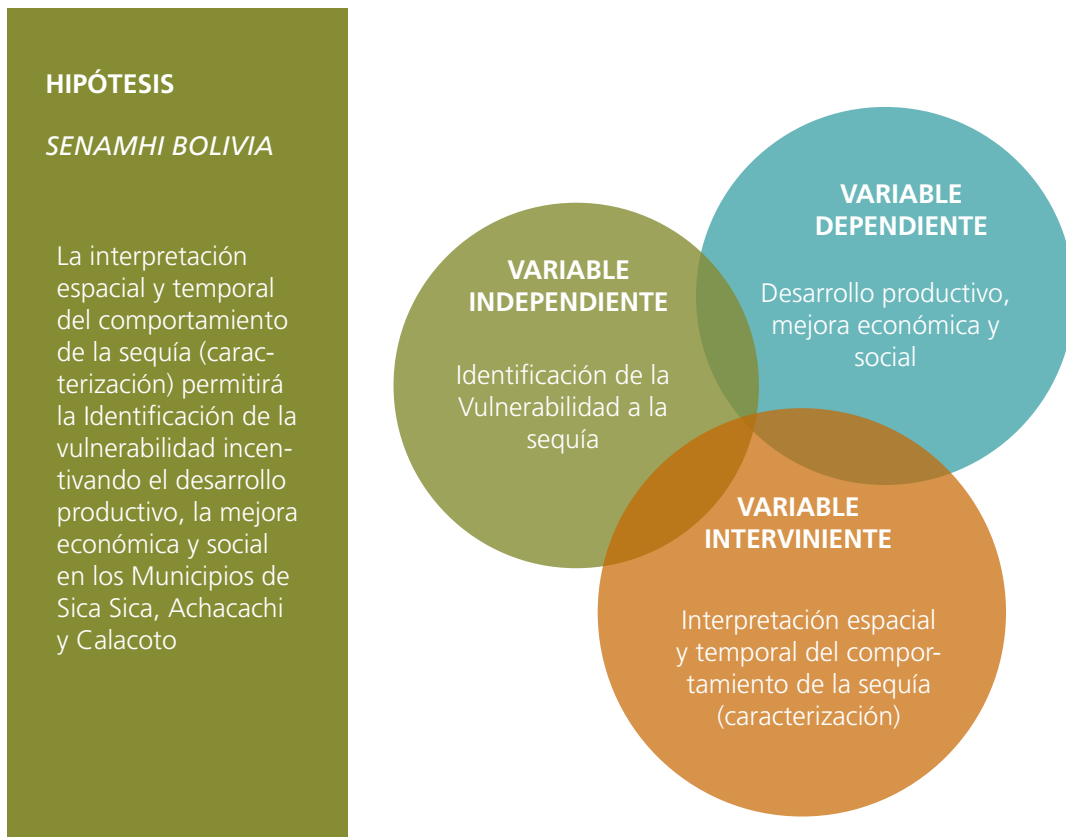 HIPÓTESIS
SENAMHI BOLIVIA
La interpretación
espacial y temporal
del comportamiento
de la sequía (carac-
terización) permitirá
la Identificación de la
vulnerabilidad incen-
tivando el desarrollo
productivo, la mejora
económica y social
en los Municipios de
Sica Sica, Achacachi
y Calacoto
VARIABLE
INDEPENDIENTE
Identificación de la
Vulnerabilidad a la
sequía
VARIABLE
DEPENDIENTE
Desarrollo productivo,
mejora económica y
social
VARIABLE
INTERVINIENTE
Interpretación espacial
y temporal del compor-
tamiento de la sequía
(caracterización)